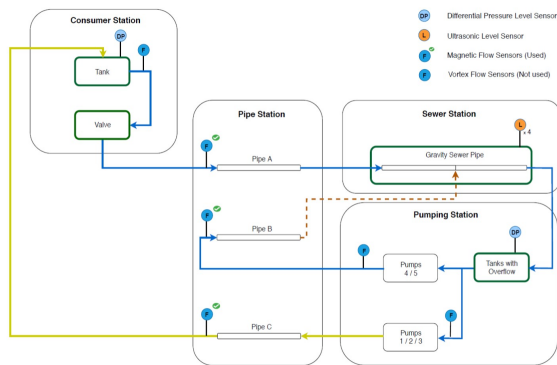 Consumer Station
DP
F
Tank
Valve
DP
Differential Pressure Level Sensor
L
Ultrasonic Level Sensor
F
Magnetic Flow Sensors (Used)
F
Vortex Flow Sensors (Not used)
Pipe Station
F
Pipe A
F
Pipe B
F
Pipe C
Sewer Station
L
x 4
Gravity Sewer Pipe
Pumping Station
DP
F
Pumps
4 / 5
Tanks with
Overflow
F
Pumps
1 / 2 / 3